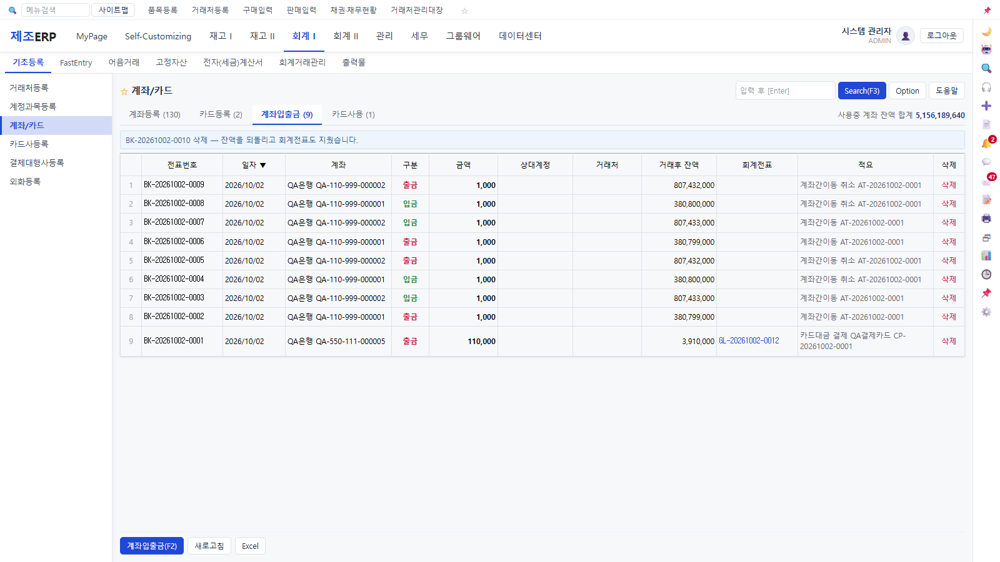 메뉴검색 사이트맵 품목등록 거래처등록 구매입력 판매입력 채권·채무현황 거래처관리대장 ☆
제조ERP MyPage Self-Customizing 재고 I 재고 II 회계 I 회계 II 관리 세무 그룹웨어 데이터센터 시스템 관리자 ADMIN 로그아웃
기초등록 FastEntry 어음거래 고정자산 전자(세금)계산서 회계거래관리 출력물
거래처등록
계정과목등록
계좌/카드
카드사등록
결제대행사등록
외화등록
☆ 계좌/카드 입력 후 [Enter] Search(F3) Option 도움말
계좌등록 (130) 카드등록 (2) 계좌입출금 (9) 카드사용 (1) 사용중 계좌 잔액 합계 5,156,189,640
BK-20261002-0010 삭제 — 잔액을 되돌리고 회계전표도 지웠습니다.
전표번호 일자 ▼ 계좌 구분 금액 상대계정 거래처 거래후 잔액 회계전표 적요 삭제
1 BK-20261002-0009 2026/10/02 QA은행 QA-110-999-000002 출금 1,000 807,432,000 계좌간이동 취소 AT-20261002-0001 삭제
2 BK-20261002-0008 2026/10/02 QA은행 QA-110-999-000001 입금 1,000 380,800,000 계좌간이동 취소 AT-20261002-0001 삭제
3 BK-20261002-0007 2026/10/02 QA은행 QA-110-999-000002 입금 1,000 807,433,000 계좌간이동 AT-20261002-0001 삭제
4 BK-20261002-0006 2026/10/02 QA은행 QA-110-999-000001 출금 1,000 380,799,000 계좌간이동 AT-20261002-0001 삭제
5 BK-20261002-0005 2026/10/02 QA은행 QA-110-999-000002 출금 1,000 807,432,000 계좌간이동 취소 AT-20261002-0001 삭제
6 BK-20261002-0004 2026/10/02 QA은행 QA-110-999-000001 입금 1,000 380,800,000 계좌간이동 취소 AT-20261002-0001 삭제
7 BK-20261002-0003 2026/10/02 QA은행 QA-110-999-000002 입금 1,000 807,433,000 계좌간이동 AT-20261002-0001 삭제
8 BK-20261002-0002 2026/10/02 QA은행 QA-110-999-000001 출금 1,000 380,799,000 계좌간이동 AT-20261002-0001 삭제
9 BK-20261002-0001 2026/10/02 QA은행 QA-550-111-000005 출금 110,000 3,910,000 GL-20261002-0012 카드대금 결제 QA결제카드 CP-
20261002-0001 삭제
계좌입출금(F2) 새로고침 Excel
2
47